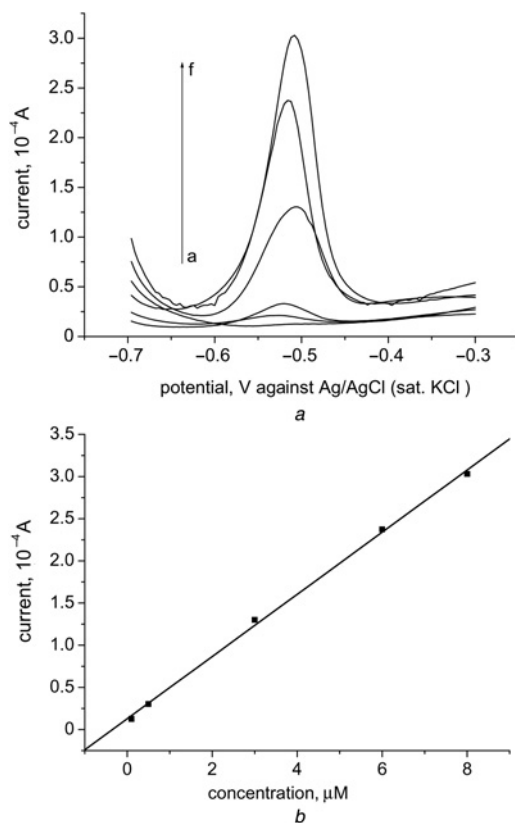 3.0
2.5
2.0
1.5
1.0
0.5
0
current, 10⁻⁴A
f
a
−0.7 −0.6 −0.5 −0.4 −0.3
potential, V against Ag/AgCl (sat. KCl )
a
3.5
3.0
2.5
2.0
1.5
1.0
0.5
0
current, 10⁻⁴A
0 2 4 6 8
concentration, μM
b